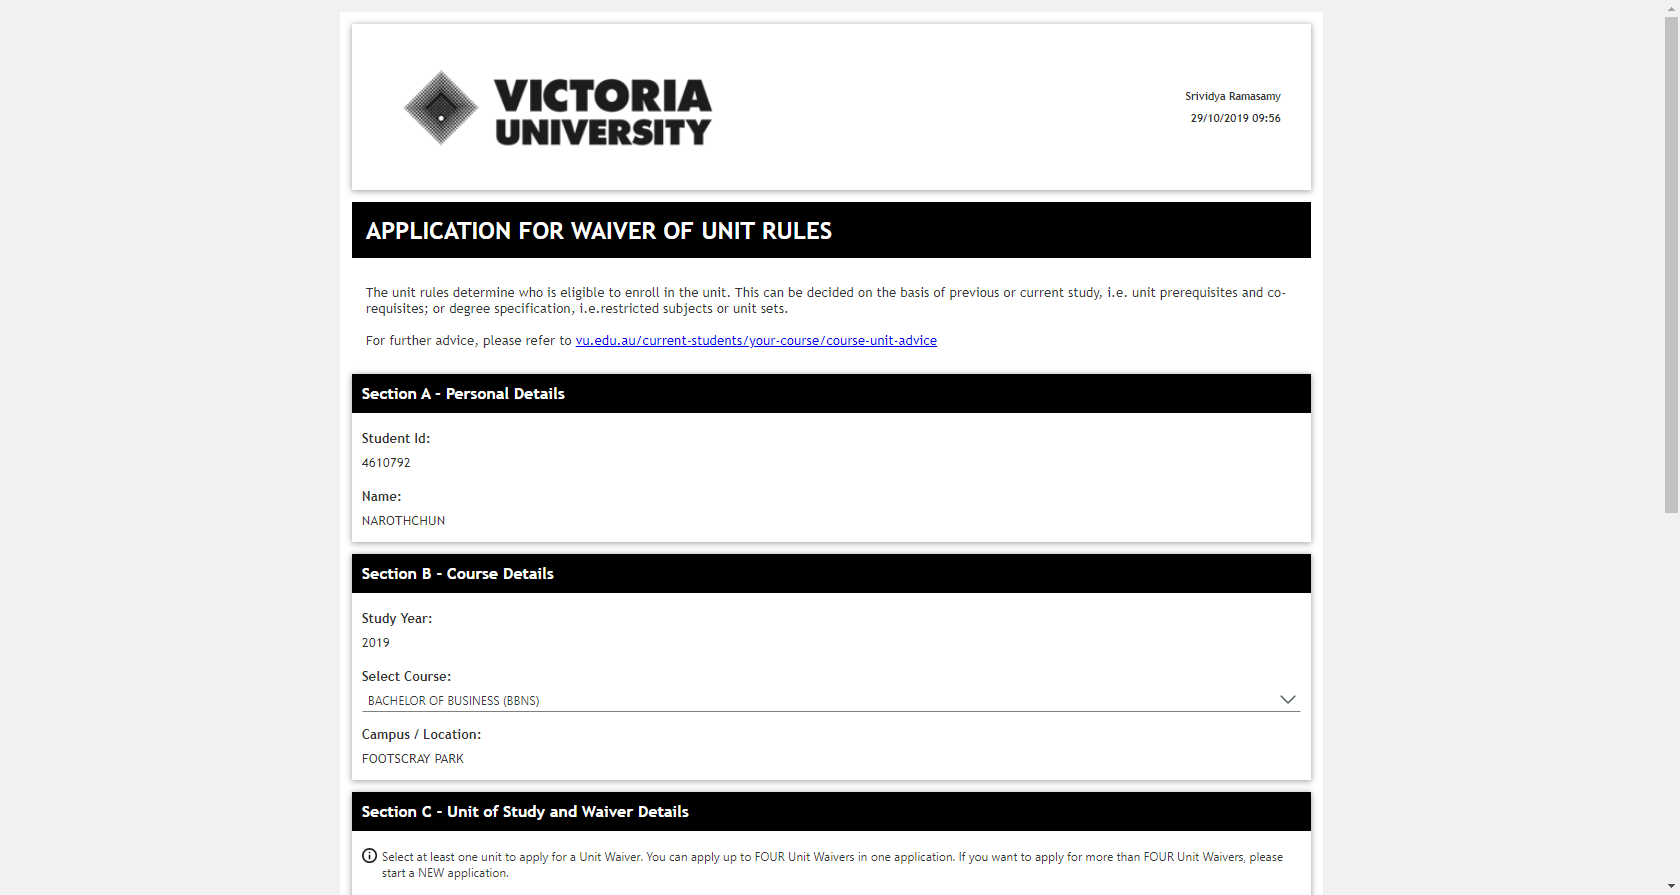 VICTORIA
UNIVERSITY
Srividya Ramasamy
29/10/2019 09:56
APPLICATION FOR WAIVER OF UNIT RULES
The unit rules determine who is eligible to enroll in the unit. This can be decided on the basis of previous or current study, i.e. unit prerequisites and co-
requisites; or degree specification, i.e.restricted subjects or unit sets.
For further advice, please refer to vu.edu.au/current-students/your-course/course-unit-advice
Section A - Personal Details
Student Id:
4610792
Name:
NAROTHCHUN
Section B - Course Details
Study Year:
2019
Select Course:
BACHELOR OF BUSINESS (BBNS)
Campus / Location:
FOOTSCRAY PARK
Section C - Unit of Study and Waiver Details
Select at least one unit to apply for a Unit Waiver. You can apply up to FOUR Unit Waivers in one application. If you want to apply for more than FOUR Unit Waivers, please
start a NEW application.